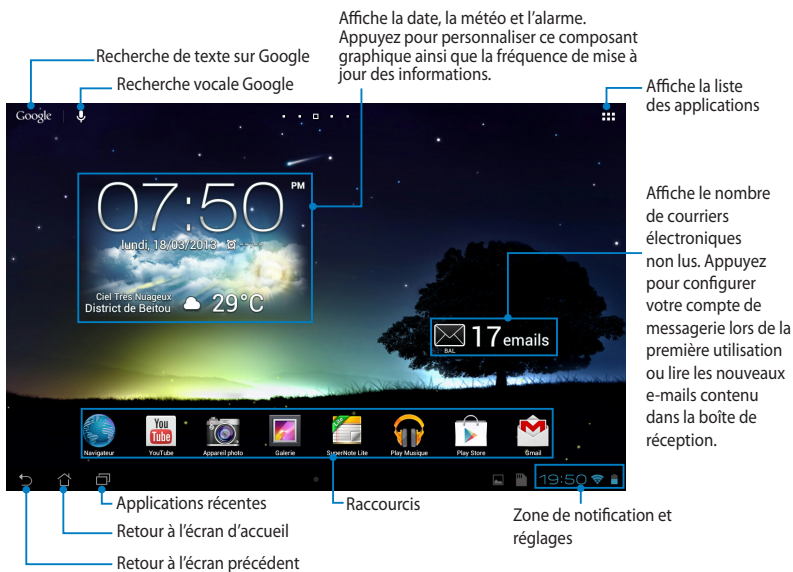 Affiche la date, la météo et l'alarme.
Appuyez pour personnaliser ce composant
graphique ainsi que la fréquence de mise à
jour des informations.
Recherche de texte sur Google
Recherche vocale Google
Affiche la liste
des applications
Google
07:50 PM
lundi, 18/03/2013 --:--
Ciel Très Nuageux
District de Beitou
29°C
Affiche le nombre
de courriers
électroniques
non lus. Appuyez
pour configurer
votre compte de
messagerie lors de la
première utilisation
ou lire les nouveaux
e-mails contenu
dans la boîte de
réception.
17 emails
BAL
You
Tube
Lite
Navigateur YouTube Appareil photo Galerie SuperNote Lite Play Musique Play Store Gmail
19:50
Applications récentes
Raccourcis
Zone de notification et
réglages
Retour à l'écran d'accueil
Retour à l'écran précédent